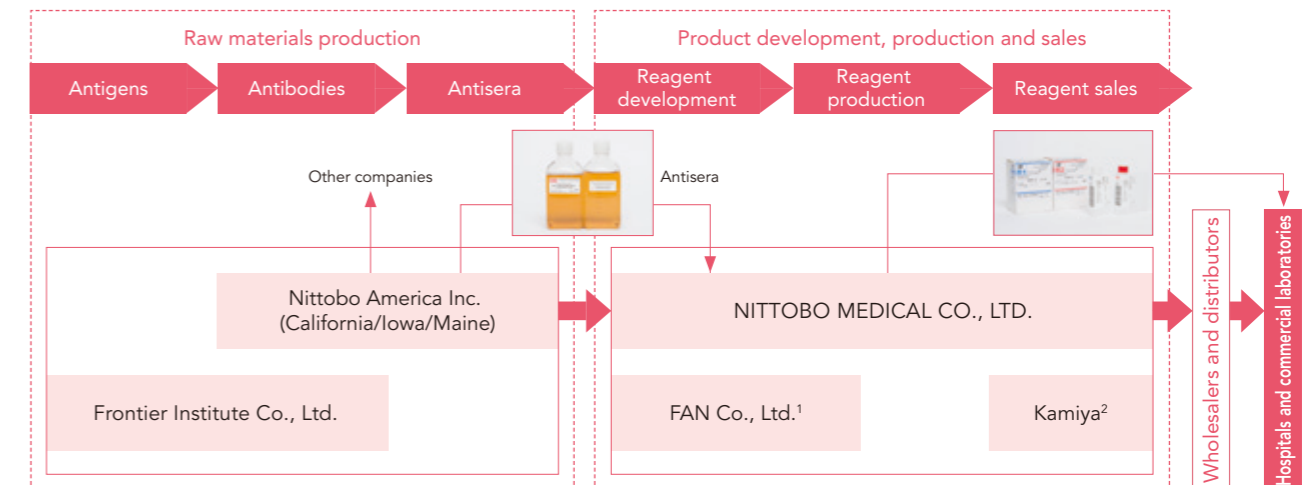 Raw materials production
Product development, production and sales
Antigens
Antibodies
Antisera
Reagent
development
Reagent
production
Reagent sales
Other companies
Antisera
Nittobo America Inc.
(California/Iowa/Maine)
NITTOBO MEDICAL CO., LTD.
Frontier Institute Co., Ltd.
FAN Co., Ltd.1
Kamiya2
Wholesalers and distributors
Hospitals and commercial laboratories